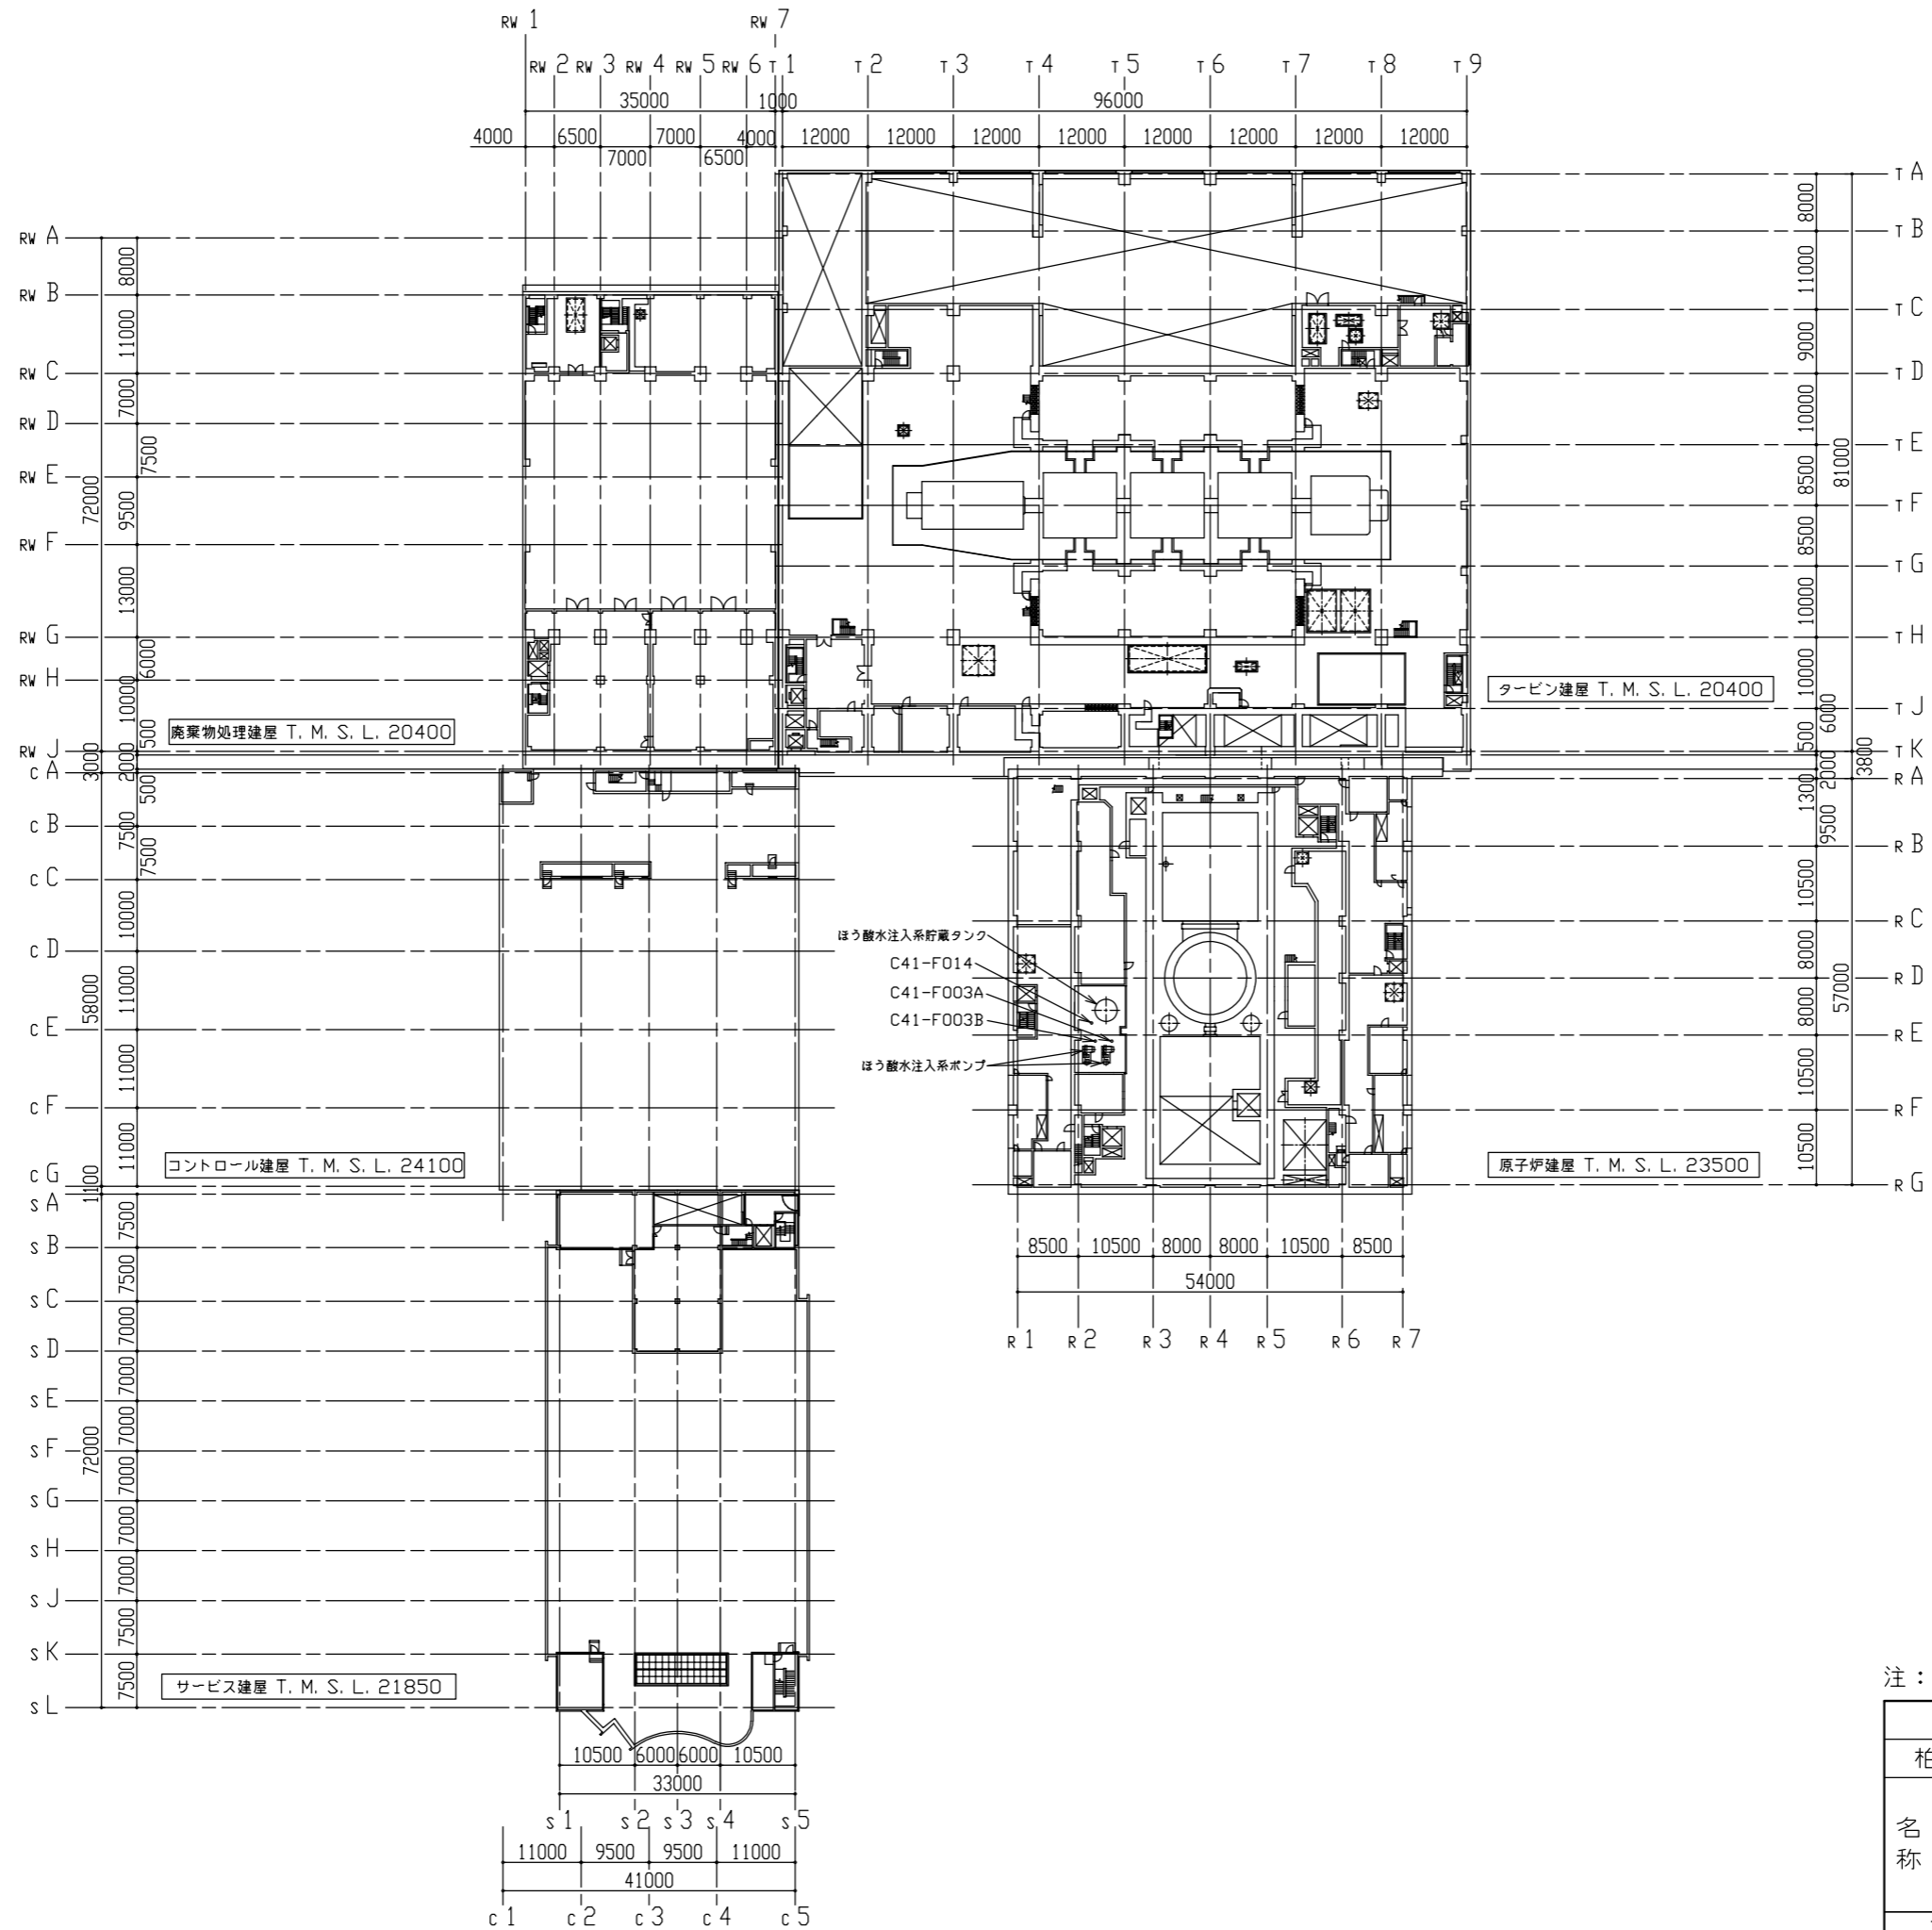 RW 1
RW 7
RW 2 RW 3 RW 4 RW 5 RW 6 T 1 T 2 T 3 T 4 T 5 T 6 T 7 T 8 T 9
35000 1000 96000
4000 6500 7000 4000 12000 12000 12000 12000 12000 12000 12000 12000
7000 6500
RW A
RW B
RW C
RW D
RW E
RW F
RW G
RW H
RW J
8000
11000
7000
7500
9500
13000
6000
10000
500
2000
72000
3000
T A
T B
T C
T D
T E
T F
T G
T H
T J
T K
8000
11000
9000
10000
8500
8500
10000
10000
6000
500
2000
81000
3800
廃棄物処理建屋 T. M. S. L. 20400
タービン建屋 T. M. S. L. 20400
c A
c B
c C
c D
c E
c F
c G
500
7500
7500
10000
11000
11000
11000
58000
1100
コントロール建屋 T. M. S. L. 24100
ほう酸水注入系貯蔵タンク
C41-F014
C41-F003A
C41-F003B
ほう酸水注入系ポンプ
R A
R B
R C
R D
R E
R F
R G
1300
9500
10500
8000
8000
10500
10500
57000
原子炉建屋 T. M. S. L. 23500
8500 10500 8000 8000 10500 8500
54000
R 1 R 2 R 3 R 4 R 5 R 6 R 7
s A
s B
s C
s D
s E
s F
s G
s H
s J
s K
s L
7500
7500
7000
7000
7000
7000
7000
7000
7500
7500
72000
サービス建屋 T. M. S. L. 21850
10500 6000 6000 10500
33000
s 1 s 2 s 3 s 4 s 5
11000 9500 9500 11000
41000
c 1 c 2 c 3 c 4 c 5
注：
名
称